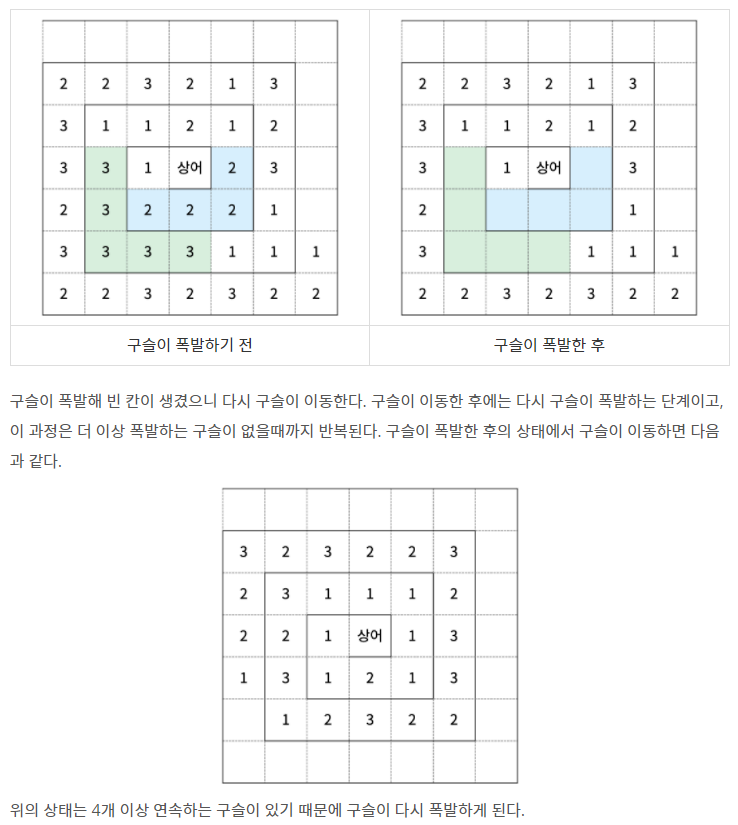 2 2 3 2 1 3
3 1 1 2 1 2
3 3 1 상어 2 3
2 3 2 2 2 1
3 3 3 3 1 1 1
2 2 3 2 3 2 2
구슬이 폭발하기 전
2 2 3 2 1 3
3 1 1 2 1 2
3 1 상어 3
2 1
3 1 1 1
2 2 3 2 3 2 2
구슬이 폭발한 후
구슬이 폭발해 빈 칸이 생겼으니 다시 구슬이 이동한다. 구슬이 이동한 후에는 다시 구슬이 폭발하는 단계이고,
이 과정은 더 이상 폭발하는 구슬이 없을때까지 반복된다. 구슬이 폭발한 후의 상태에서 구슬이 이동하면 다음
과 같다.
3 2 3 2 2 3
2 3 1 1 1 2
2 2 1 상어 1 3
1 3 1 2 1 3
1 2 3 2 2
위의 상태는 4개 이상 연속하는 구슬이 있기 때문에 구슬이 다시 폭발하게 된다.